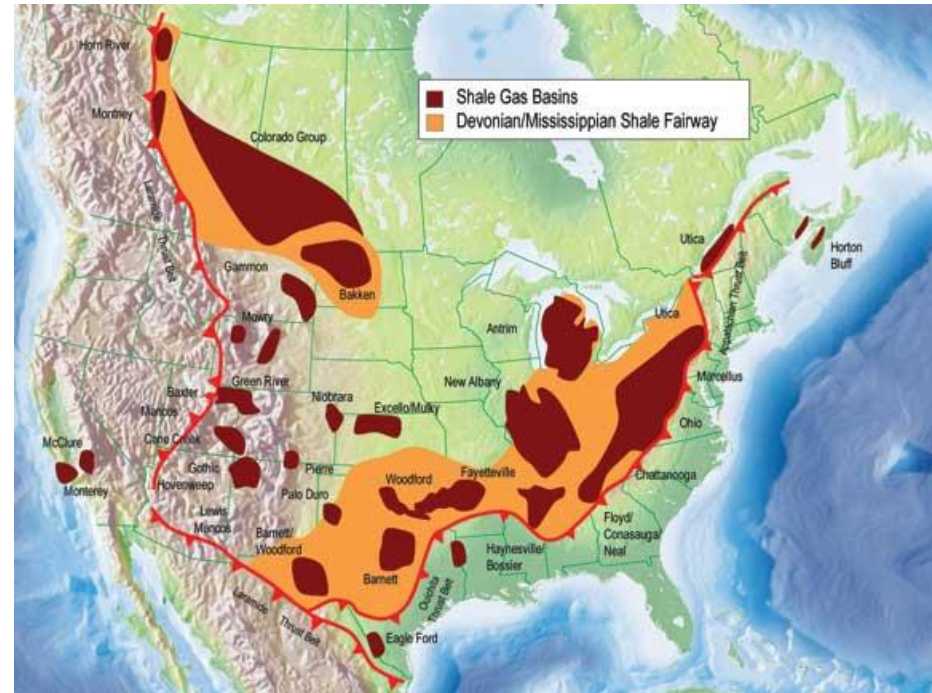 Horn River
Montney
Colorado Group
Shale Gas Basins
Devonian/Mississippian Shale Fairway
Laramide
Thrust Belt
Gammon
Bakken
Mowry
Utica
Horton
Bluff
Appalachian Thrust Belt
Antrim
Utica
Marcellus
New Albany
Ohio
Baxter
Mancos
Green River
Niobrara
Excello/Mulky
McClure
Monterey
Cane Creek
Gothic
Hovenweep
Pierre
Palo Duro
Woodford
Fayetteville
Chattanooga
Lewis
Mancos
Barnett/
Woodford
Barnett
Haynesville/
Bossier
Floyd/
Conasauga/
Neal
Ouichita
Thrust Belt
Laramide
Thrust Belt
Eagle Ford